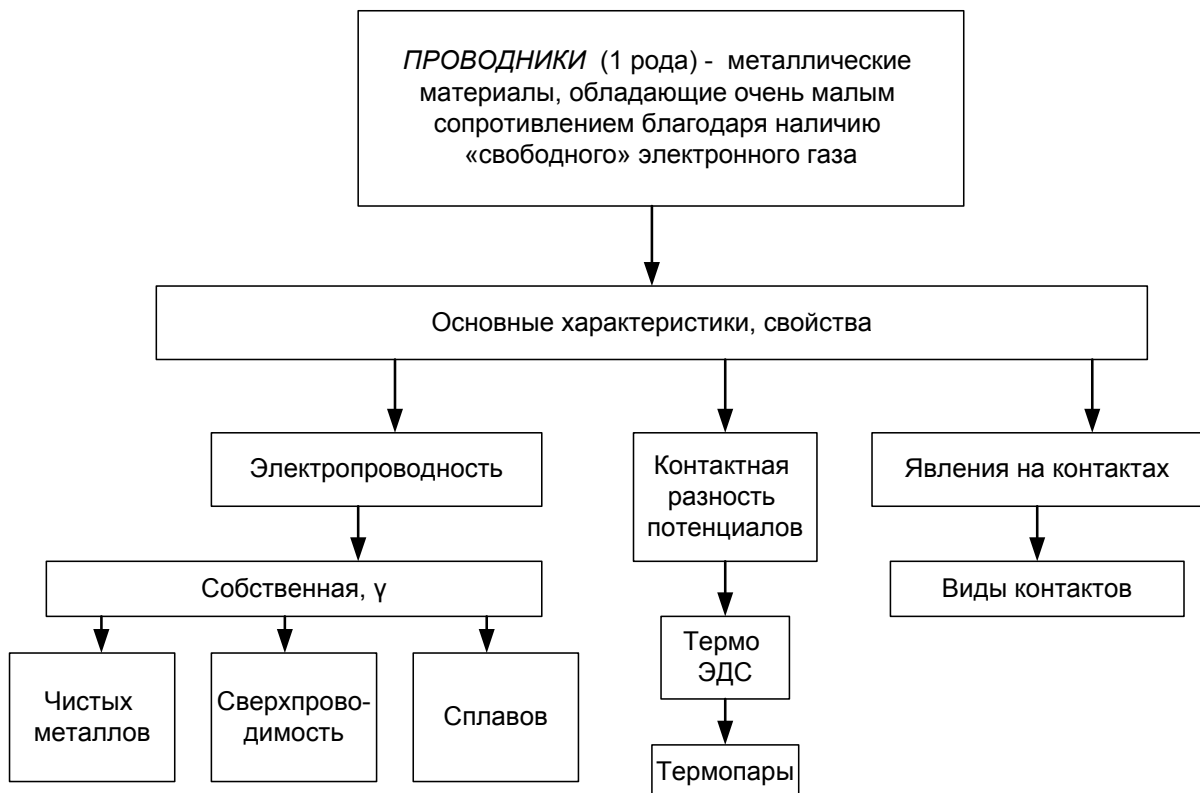 ПРОВОДНИКИ (1 рода) - металлические
материалы, обладающие очень малым
сопротивлением благодаря наличию
«свободного» электронного газа
Основные характеристики, свойства
Электропроводность
Контактная
разность
потенциалов
Явления на контактах
Собственная, γ
Виды контактов
Чистых
металлов
Сверхпрово-
димость
Сплавов
Термо
ЭДС
Термопары